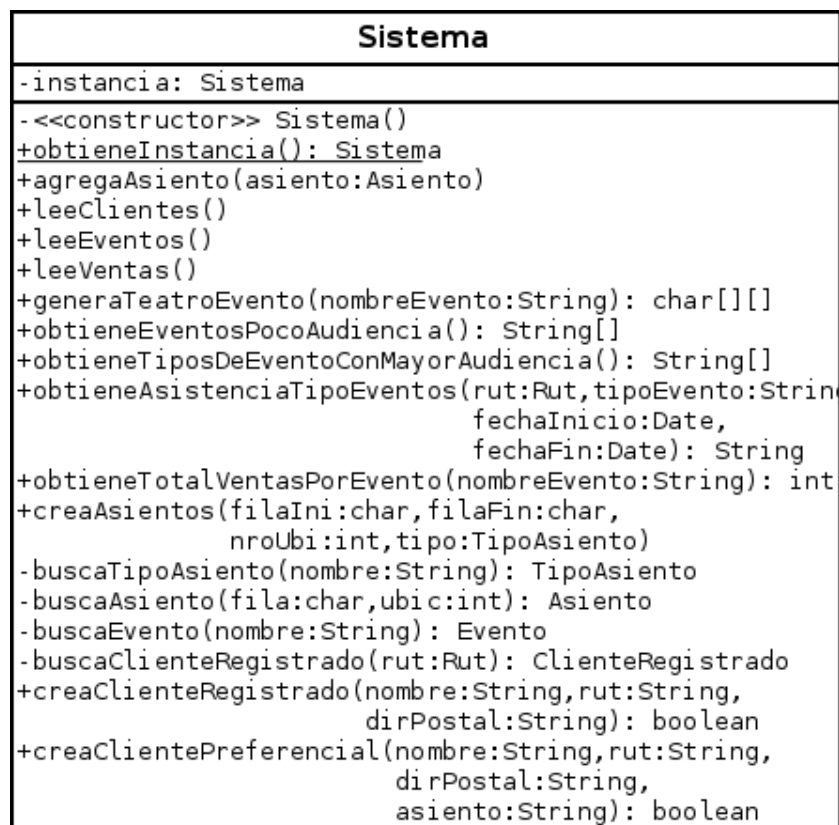 Sistema
-instancia: Sistema
-<<constructor>> Sistema()
+obtieneInstancia(): Sistema
+agregaAsiento(asiento:Asiento)
+leeClientes()
+leeEventos()
+leeVentas()
+generaTeatroEvento(nombreEvento:String): char[][]
+obtieneEventosPocoAudiencia(): String[]
+obtieneTiposDeEventoConMayorAudiencia(): String[]
+obtieneAsistenciaTipoEventos(rut:Rut,tipoEvento:String
fechaInicio:Date,
fechaFin:Date): String
+obtieneTotalVentasPorEvento(nombreEvento:String): int
+creaAsientos(filaIni:char,filaFin:char,
nroUbi:int,tipo:TipoAsiento)
-buscaTipoAsiento(nombre:String): TipoAsiento
-buscaAsiento(fila:char,ubic:int): Asiento
-buscaEvento(nombre:String): Evento
-buscaClienteRegistrado(rut:Rut): ClienteRegistrado
+creaClienteRegistrado(nombre:String,rut:String,
dirPostal:String): boolean
+creaClientePreferencial(nombre:String,rut:String,
dirPostal:String,
asiento:String): boolean